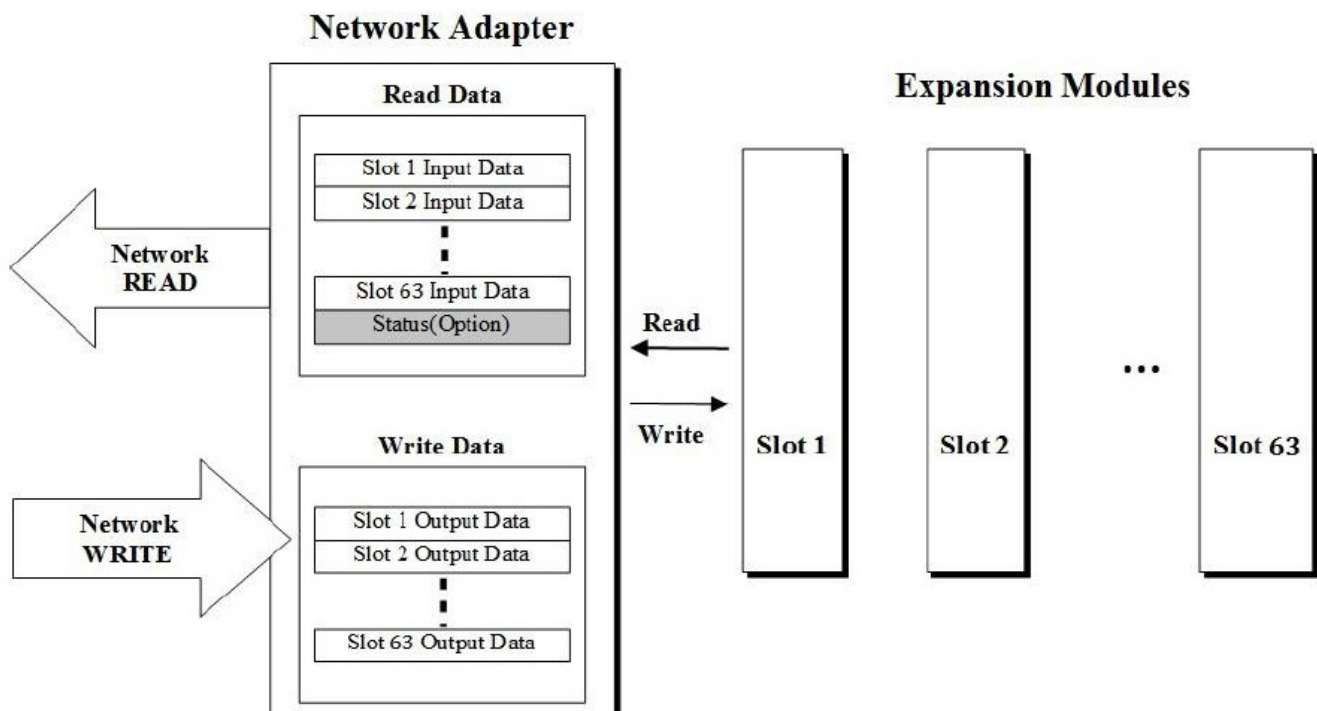 Network Adapter
Expansion Modules
Read Data
Slot 1 Input Data
Slot 2 Input Data
Slot 63 Input Data
Status(Option)
Network
READ
Read
Write
Write Data
Slot 1 Output Data
Slot 2 Output Data
Slot 63 Output Data
Network
WRITE
Slot 1
Slot 2
...
Slot 63